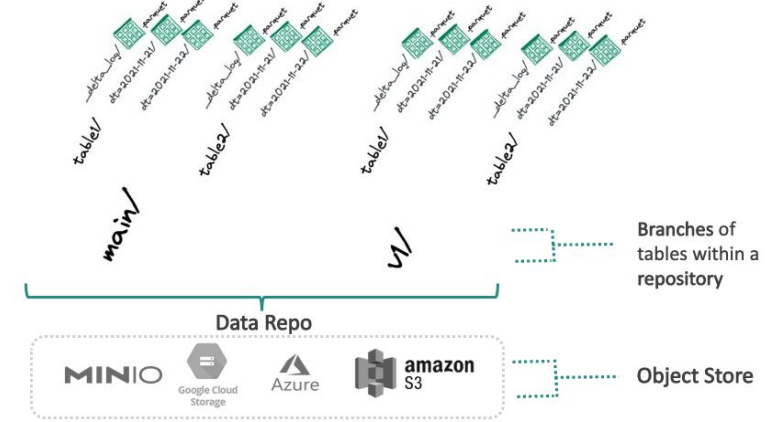 _delta_log/
parquet
dt=2021-11-21/
parquet
dt=2021-11-22/
parquet
_delta_log/
parquet
dt=2021-11-21/
parquet
dt=2021-11-22/
parquet
_delta_log/
parquet
dt=2021-11-21/
parquet
dt=2021-11-22/
parquet
_delta_log/
parquet
dt=2021-11-21/
parquet
dt=2021-11-22/
parquet
table1/
table2/
table1/
table2/
main/
v1/
Branches of
tables within a
repository
Data Repo
MINIO
Google Cloud
Storage
Azure
amazon
S3
Object Store